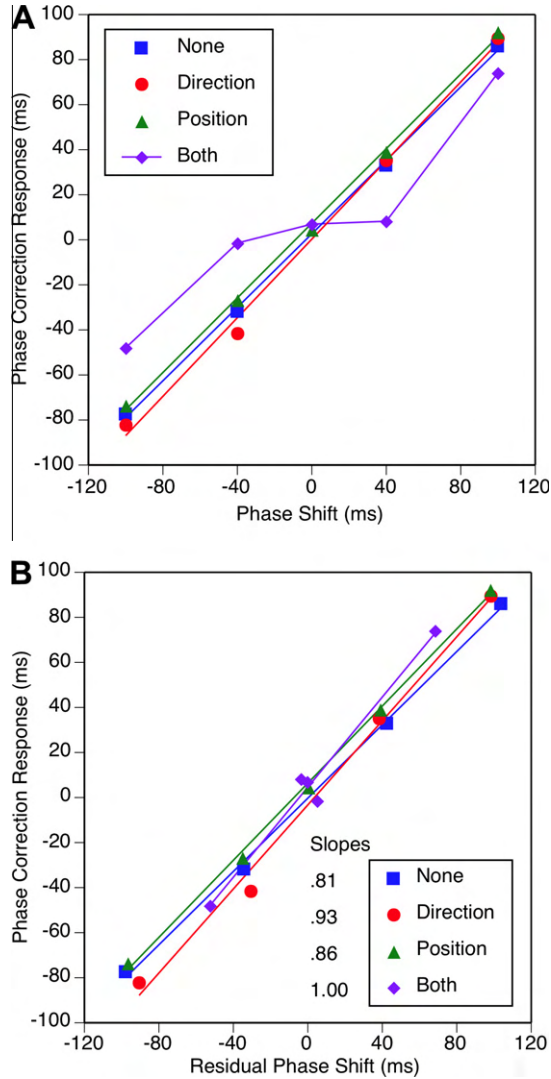 A
100
80
60
40
20
0
-20
-40
-60
-80
-100
Phase Correction Response (ms)
None
Direction
Position
Both
-120 -80 -40 0 40 80 120
Phase Shift (ms)
B
100
80
60
40
20
0
-20
-40
-60
-80
-100
Phase Correction Response (ms)
Slopes
.81 None
.93 Direction
.86 Position
1.00 Both
-120 -80 -40 0 40 80 120
Residual Phase Shift (ms)